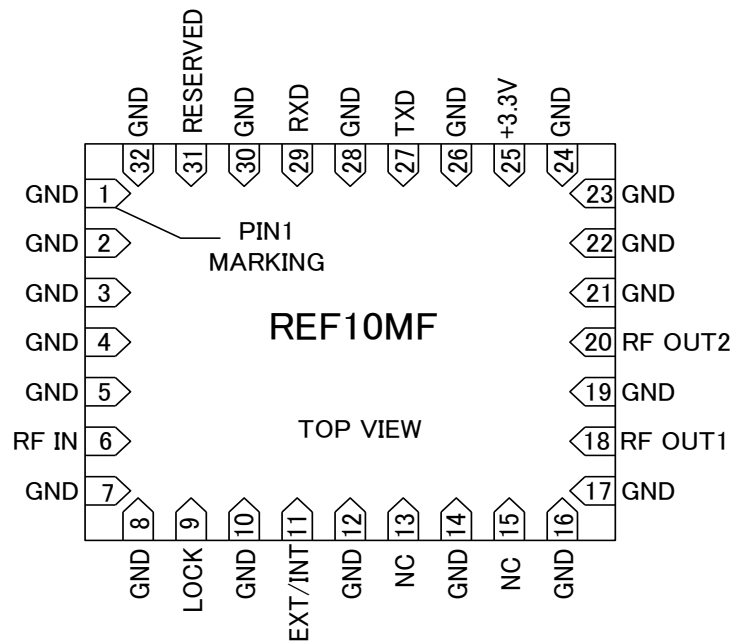 GND
RESERVED
GND
RXD
GND
TXD
GND
+3.3V
GND
32
31
30
29
28
27
26
25
24
GND 1
23 GND
GND 2
22 GND
GND 3
21 GND
GND 4
20 RF OUT2
GND 5
19 GND
RF IN 6
18 RF OUT1
GND 7
17 GND
PIN1
MARKING
REF10MF
TOP VIEW
8
9
10
11
12
13
14
15
16
GND
LOCK
GND
EXT/INT
GND
NC
GND
NC
GND